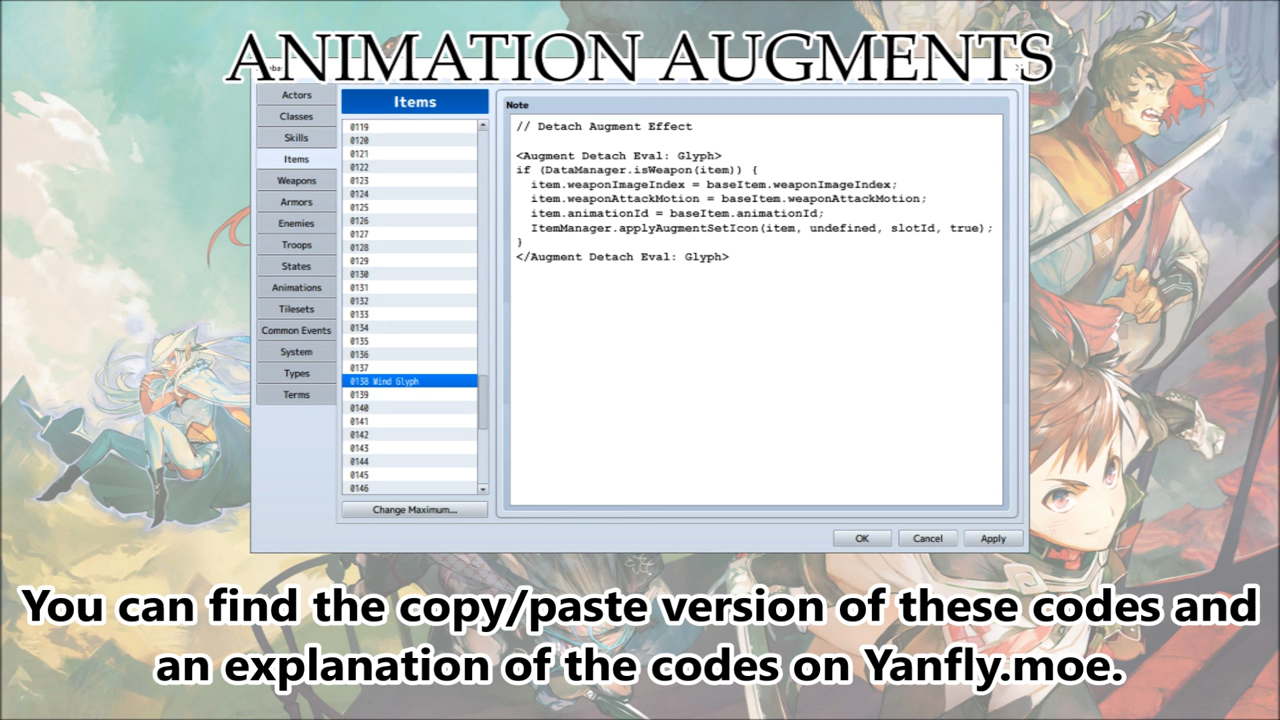 ANIMATION AUGMENTS
Actors
Classes
Skills
Items
Weapons
Armors
Enemies
Troops
States
Animations
Tilesets
Common Events
System
Types
Terms
Items
0119
0120
0121
0122
0123
0124
0125
0126
0127
0128
0129
0130
0131
0132
0133
0134
0135
0136
0137
0138 Wind Glyph
0139
0140
0141
0142
0143
0144
0145
0146
Change Maximum...
Note
// Detach Augment Effect
<Augment Detach Eval: Glyph>
if (DataManager.isWeapon(item)) {
  item.weaponImageIndex = baseItem.weaponImageIndex;
  item.weaponAttackMotion = baseItem.weaponAttackMotion;
  item.animationId = baseItem.animationId;
  ItemManager.applyAugmentSetIcon(item, undefined, slotId, true);
}
</Augment Detach Eval: Glyph>
OK
Cancel
Apply
You can find the copy/paste version of these codes and
an explanation of the codes on Yanfly.moe.